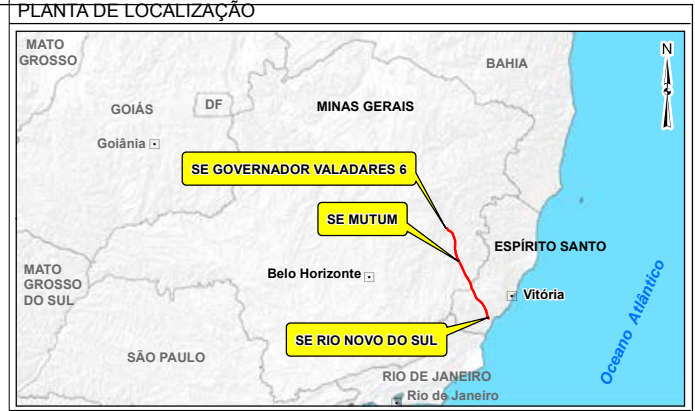 PLANTA DE LOCALIZAÇÃO
MATO
GROSSO
BAHIA
N
GOIÁS
DF
MINAS GERAIS
Goiânia
SE GOVERNADOR VALADARES 6
SE MUTUM
ESPÍRITO SANTO
MATO
GROSSO
DO SUL
Belo Horizonte
Vitória
Oceano Atlântico
SE RIO NOVO DO SUL
SÃO PAULO
RIO DE JANEIRO
Rio de Janeiro